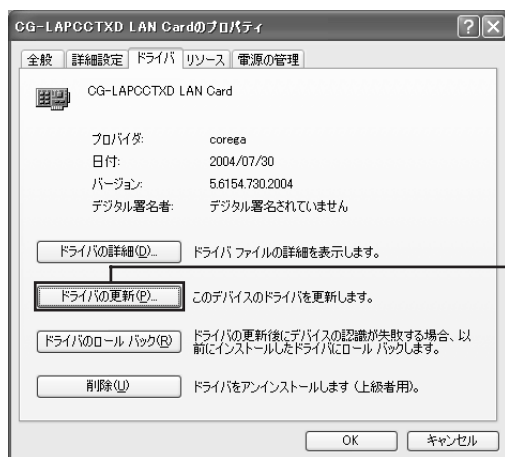 CG-LAPCCTXD LAN Cardのプロパティ
全般 詳細設定 ドライバ リソース 電源の管理
CG-LAPCCTXD LAN Card
プロバイダ: corega
日付: 2004/07/30
バージョン: 5.6154.730.2004
デジタル署名者: デジタル署名されていません
ドライバの詳細(D)... ドライバ ファイルの詳細を表示します。
ドライバの更新(P)... このデバイスのドライバを更新します。
ドライバのロール バック(R) ドライバの更新後にデバイスの認識が失敗する場合、以
前にインストールしたドライバにロール バックします。
削除(U) ドライバをアンインストールします (上級者用)。
OK キャンセル